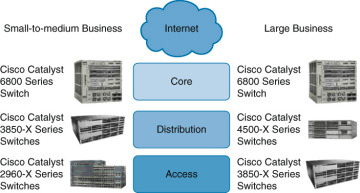 Small-to-medium Business
Internet
Large Business
Cisco Catalyst
6800 Series
Switch
Core
Cisco Catalyst
6800 Series
Switch
Cisco Catalyst
3850-X Series
Switches
Distribution
Cisco Catalyst
4500-X Series
Switches
Cisco Catalyst
2960-X Series
Switches
Access
Cisco Catalyst
3850-X Series
Switches